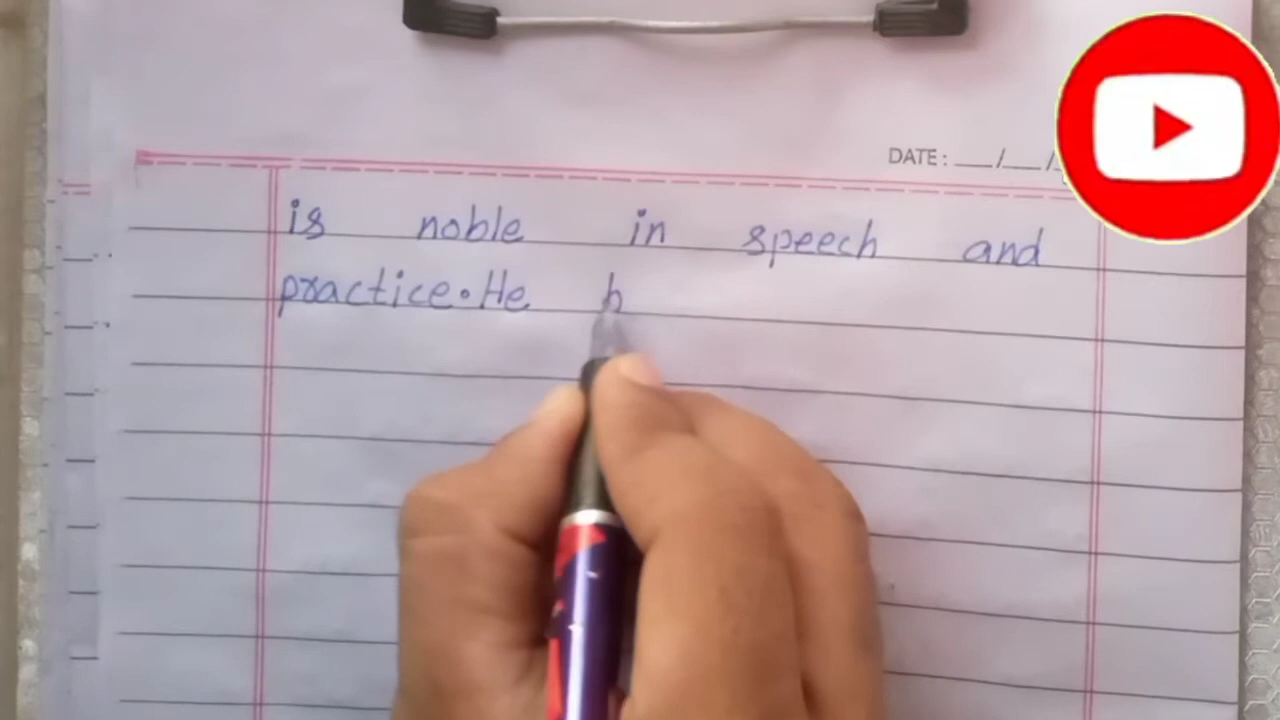 DATE : ___/___/
is noble in speech and
practice. He h